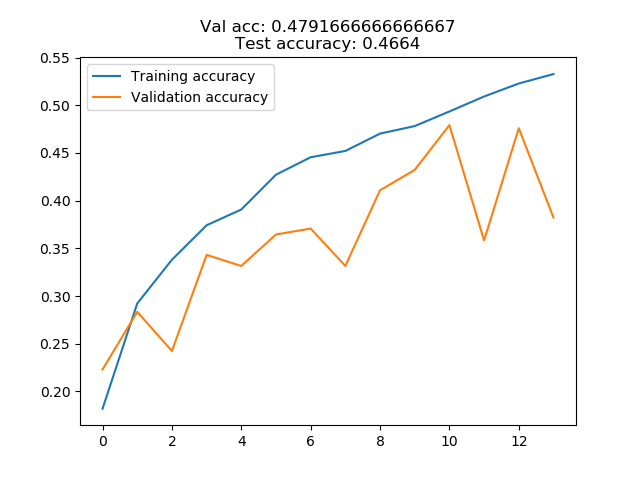 Val acc: 0.4791666666666667
Test accuracy: 0.4664
Training accuracy
Validation accuracy
0.55
0.50
0.45
0.40
0.35
0.30
0.25
0.20
0 2 4 6 8 10 12